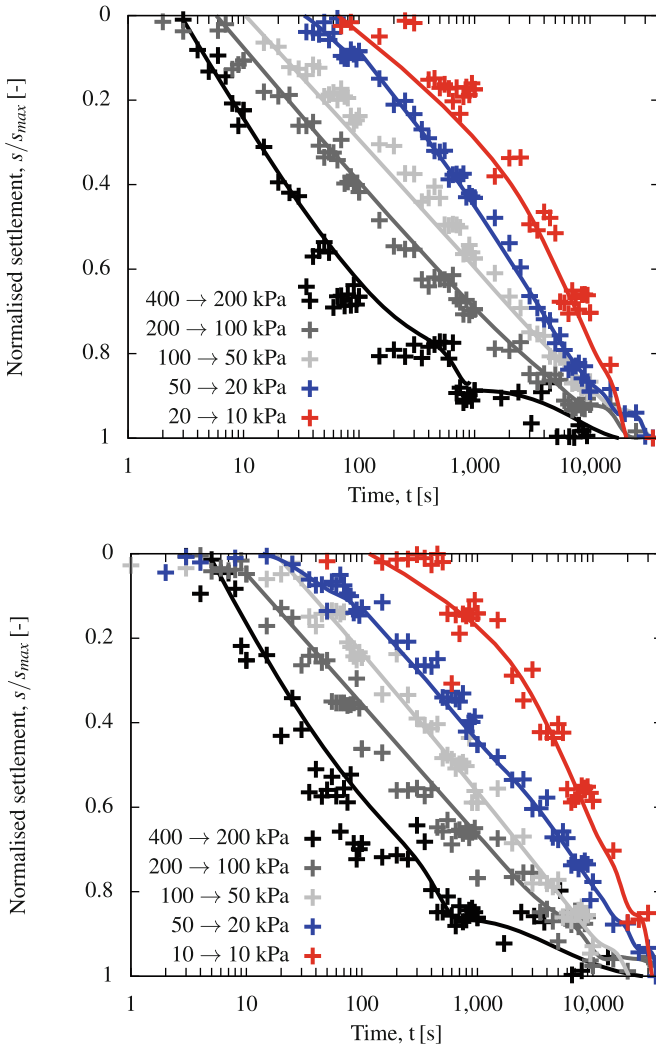 0
0.2
0.4
0.6
0.8
1
Normalised settlement, s/s_max [-]
400 → 200 kPa
200 → 100 kPa
100 → 50 kPa
50 → 20 kPa
20 → 10 kPa
1 10 100 1,000 10,000
Time, t [s]
0
0.2
0.4
0.6
0.8
1
Normalised settlement, s/s_max [-]
400 → 200 kPa
200 → 100 kPa
100 → 50 kPa
50 → 20 kPa
10 → 10 kPa
1 10 100 1,000 10,000
Time, t [s]